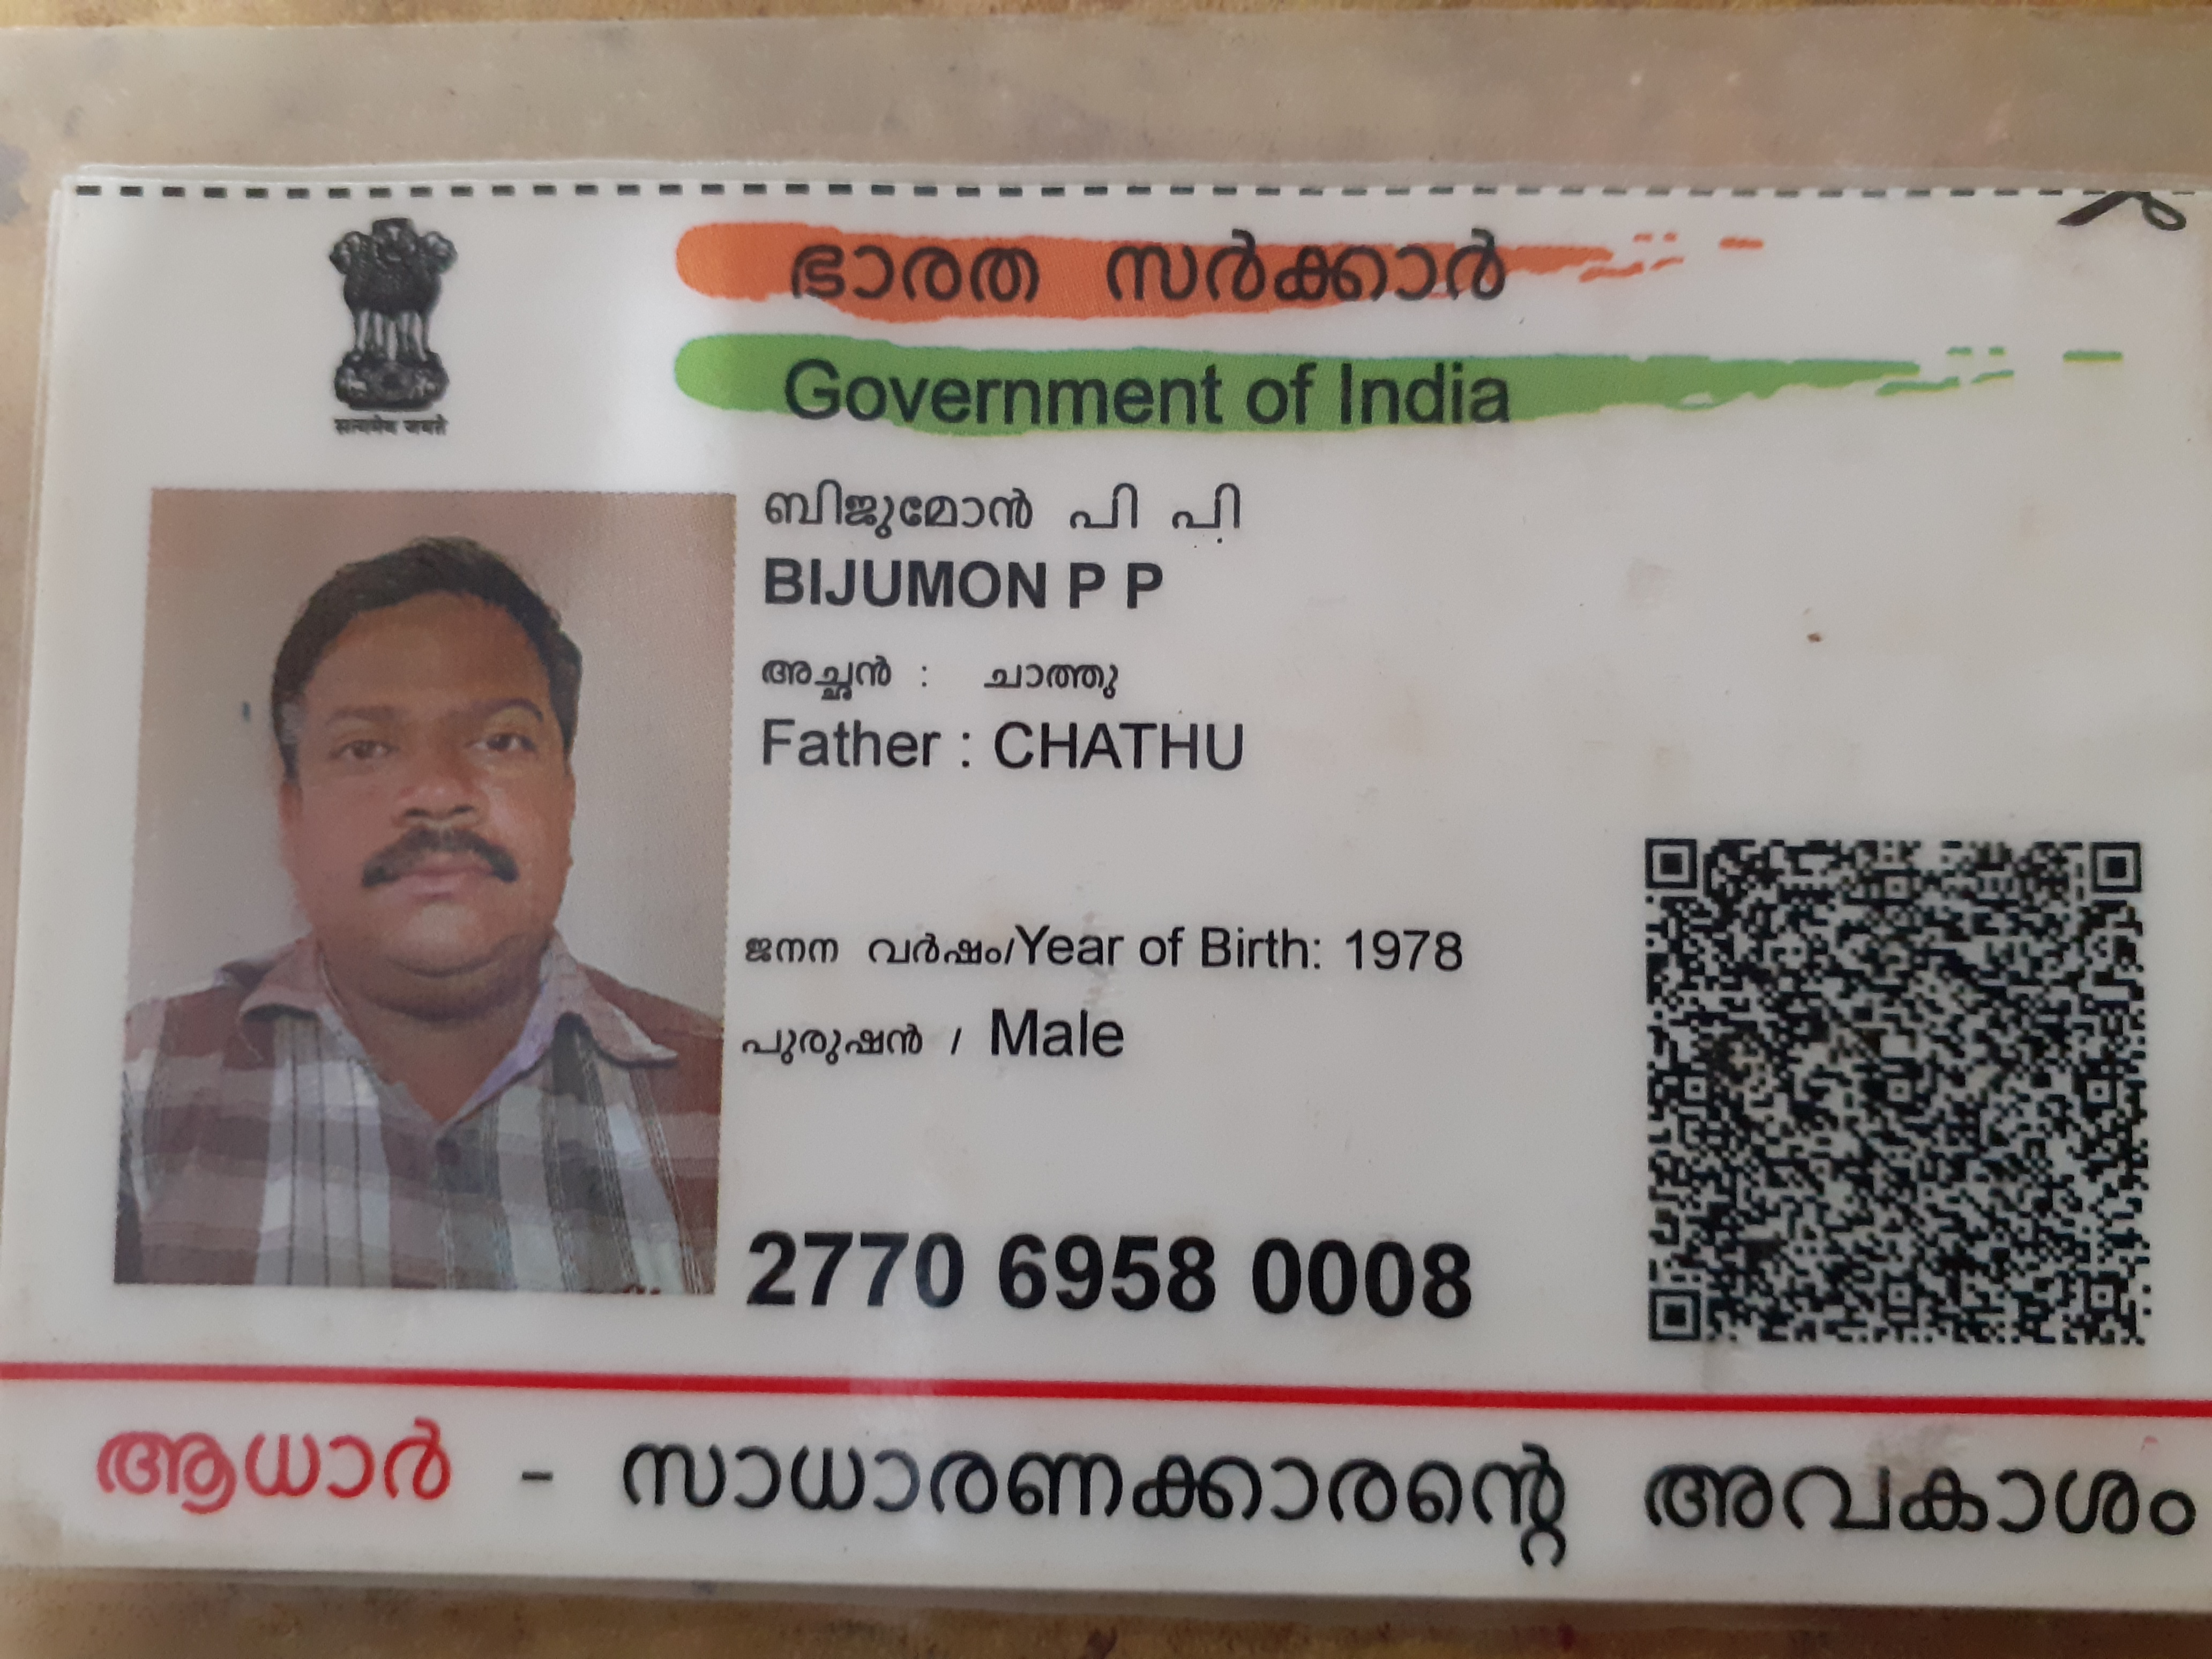 ഭാരത സർക്കാർ
Government of India
सत्यमेव जयते
ബിജുമോൻ പി പി
BIJUMON P P
അച്ഛൻ : ചാത്തു
Father : CHATHU
ജനന വർഷം/Year of Birth: 1978
പുരുഷൻ / Male
2770 6958 0008
ആധാർ - സാധാരണക്കാരന്റെ അവകാശം